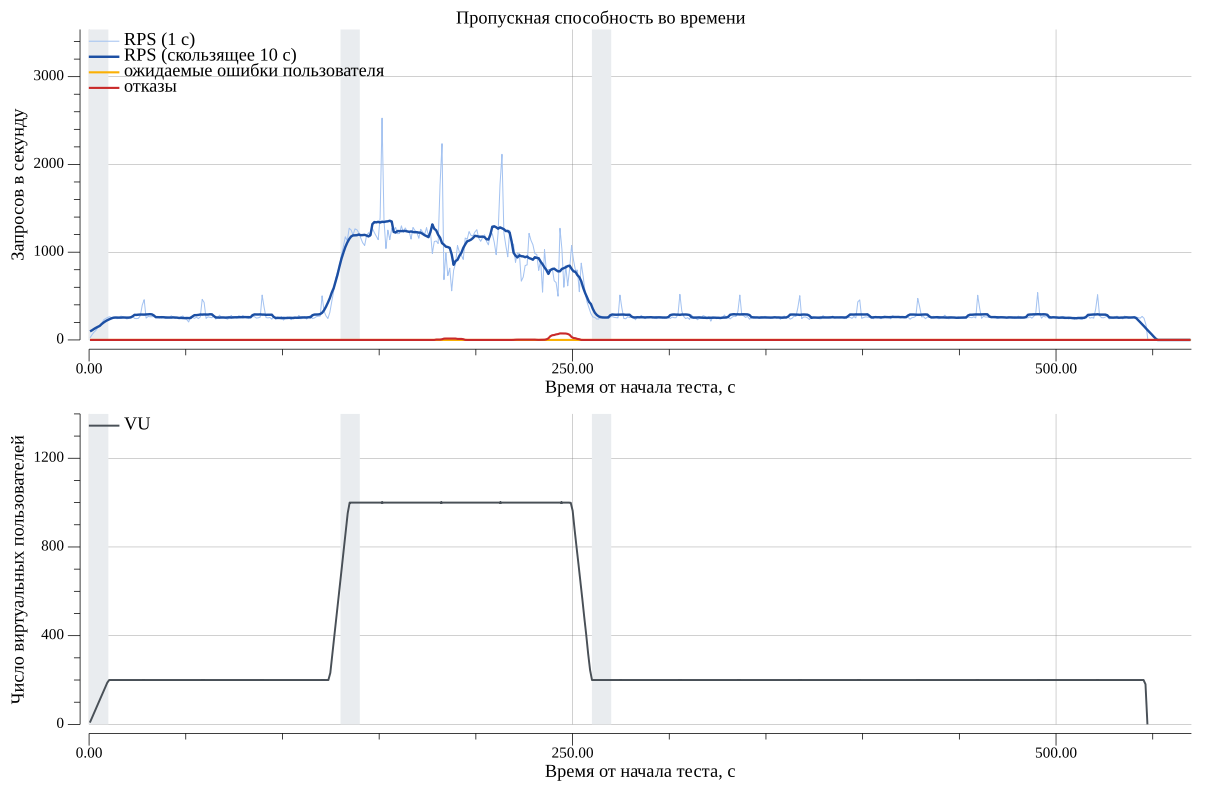 Пропускная способность во времени
RPS (1 с)
RPS (скользящее 10 с)
ожидаемые ошибки пользователя
отказы
Запросов в секунду
3000
2000
1000
0
0.00 250.00 500.00
Время от начала теста, с
VU
Число виртуальных пользователей
1200
800
400
0
0.00 250.00 500.00
Время от начала теста, с